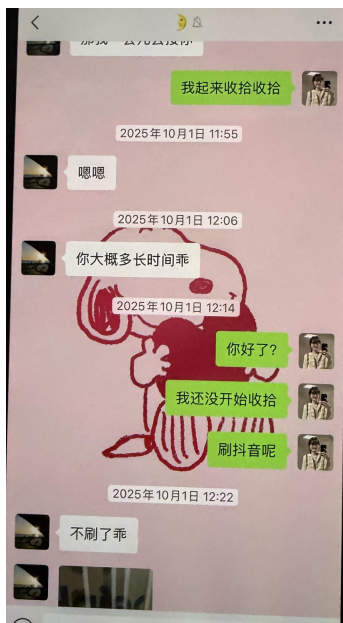 我起来收拾收拾
2025年10月1日 11:55
嗯嗯
2025年10月1日 12:06
你大概多长时间乖
2025年10月1日 12:14
你好了?
我还没开始收拾
刷抖音呢
2025年10月1日 12:22
不刷了乖